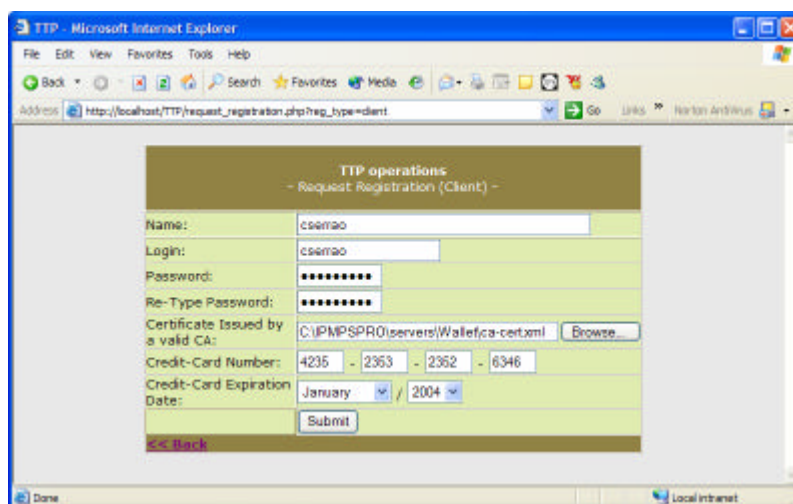 TTP - Microsoft Internet Explorer
File Edit View Favorites Tools Help
Back Search Favorites Media
Address http://localhost/TTP/request_registration.php?reg_type=client Go Links » Norton AntiVirus
TTP operations
- Request Registration (Client) -
Name: cserrao
Login: cserrao
Password: •••••••••
Re-Type Password: •••••••••
Certificate Issued by
a valid CA: C:\IPMPSPRO\servers\Wallet\ca-cert.xml Browse...
Credit-Card Number: 4235 - 2353 - 2352 - 6346
Credit-Card Expiration
Date: January / 2004
Submit
<< Back
Done Local intranet